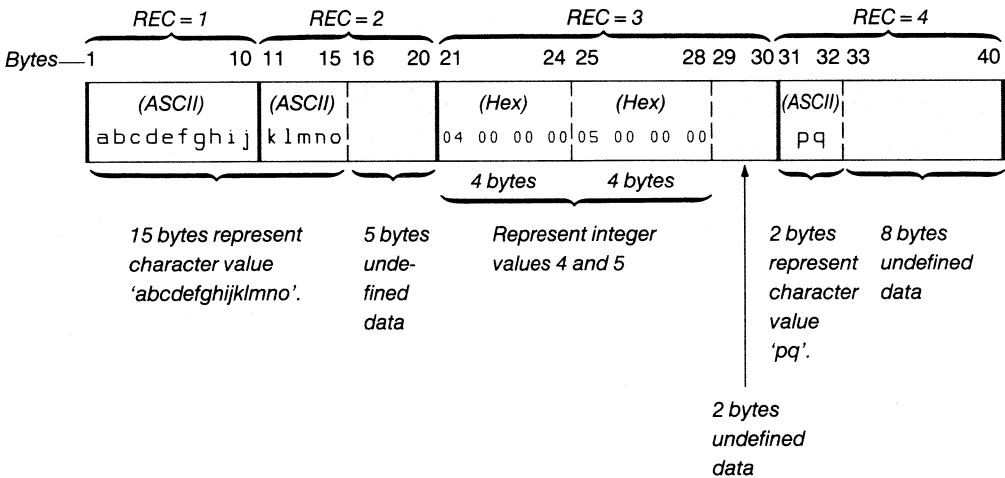 REC = 1 REC = 2 REC = 3 REC = 4
Bytes 1 10 11 15 16 20 21 24 25 28 29 30 31 32 33 40
(ASCII) (ASCII) (Hex) (Hex) (ASCII)
abcdefghij klmno 04 00 00 00 05 00 00 00 pq
4 bytes 4 bytes
15 bytes represent
character value
'abcdefghijklmno'.
5 bytes
unde-
fined
data
Represent integer
values 4 and 5
2 bytes
represent
character
value
'pq'.
8 bytes
undefined
data
2 bytes
undefined
data